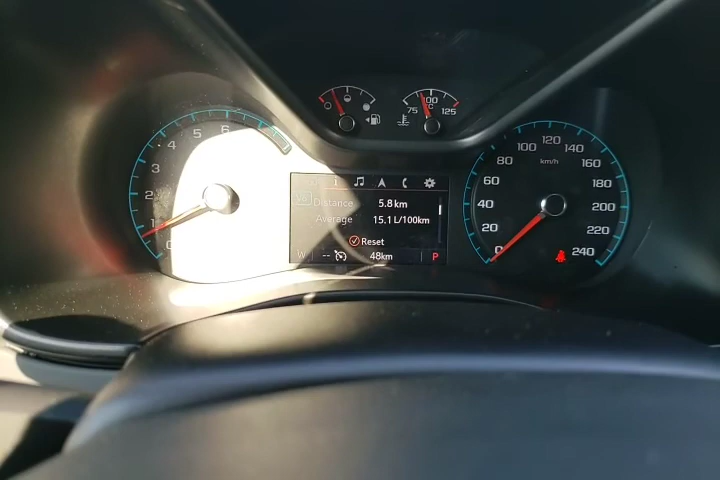 75 100 125
°C
0 1 2 3 4 5 6
Distance 5.8 km
Average 15.1 L/100km
Reset
W -- 48km P
km/h
0 20 40 60 80 100 120 140 160 180 200 220 240